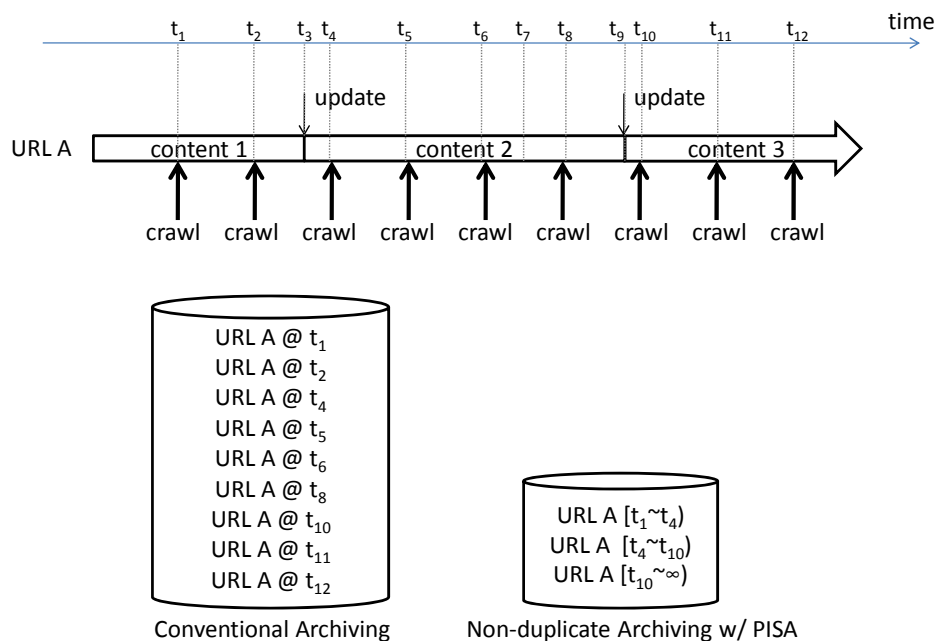 time
t1 t2 t3 t4 t5 t6 t7 t8 t9 t10 t11 t12
update update
URL A content 1 content 2 content 3
crawl crawl crawl crawl crawl crawl crawl crawl crawl
URL A @ t1
URL A @ t2
URL A @ t4
URL A @ t5
URL A @ t6
URL A @ t8
URL A @ t10
URL A @ t11
URL A @ t12
Conventional Archiving
URL A [t1~t4)
URL A [t4~t10)
URL A [t10~∞)
Non-duplicate Archiving w/ PISA